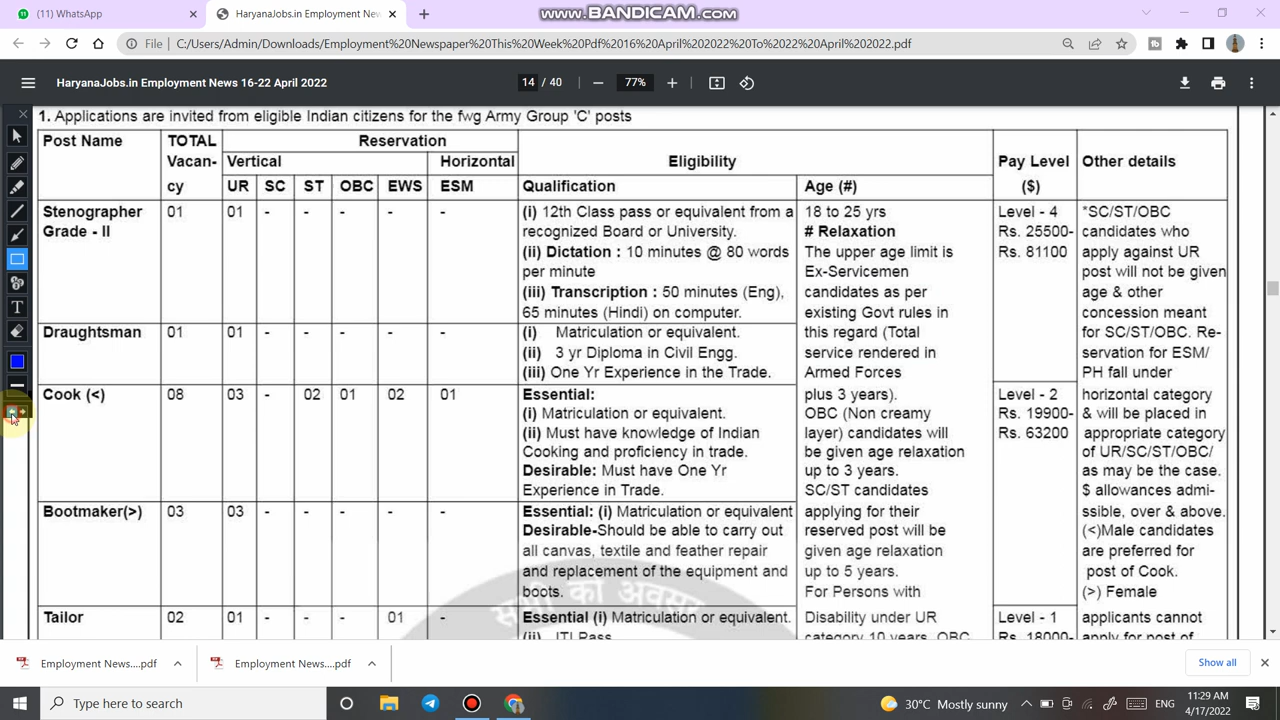 (11) WhatsApp
HaryanaJobs.in Employment New
www.BANDICAM.com
File
C:/Users/Admin/Downloads/Employment%20Newspaper%20This%20Week%20Pdf%2016%20April%202022%20To%2022%20April%202022.pdf
HaryanaJobs.in Employment News 16-22 April 2022
14 / 40
77%
1. Applications are invited from eligible Indian citizens for the fwg Army Group 'C' posts
Post Name
TOTAL
Vacan-
cy
Reservation
Vertical
Horizontal
UR SC ST OBC EWS ESM
Eligibility
Qualification
Age (#)
Pay Level
($)
Other details
Stenographer
Grade - II
01 01 - - - - -
(i) 12th Class pass or equivalent from a
recognized Board or University.
(ii) Dictation : 10 minutes @ 80 words
per minute
(iii) Transcription : 50 minutes (Eng),
65 minutes (Hindi) on computer.
Draughtsman
01 01 - - - - -
(i) Matriculation or equivalent.
(ii) 3 yr Diploma in Civil Engg.
(iii) One Yr Experience in the Trade.
Cook (<)
08 03 - 02 01 02 01
Essential:
(i) Matriculation or equivalent.
(ii) Must have knowledge of Indian
Cooking and proficiency in trade.
Desirable: Must have One Yr
Experience in Trade.
Bootmaker(>)
03 03 - - - - -
Essential: (i) Matriculation or equivalent
Desirable-Should be able to carry out
all canvas, textile and feather repair
and replacement of the equipment and
boots.
Tailor
02 01 - - - 01 -
Essential (i) Matriculation or equivalent.
(ii) ITI Pass
18 to 25 yrs
# Relaxation
The upper age limit is
Ex-Servicemen
candidates as per
existing Govt rules in
this regard (Total
service rendered in
Armed Forces
plus 3 years).
OBC (Non creamy
layer) candidates will
be given age relaxation
up to 3 years.
SC/ST candidates
applying for their
reserved post will be
given age relaxation
up to 5 years.
For Persons with
Disability under UR
category 10 years, OBC
Level - 4
Rs. 25500-
Rs. 81100
Level - 2
Rs. 19900-
Rs. 63200
Level - 1
Rs. 18000-
*SC/ST/OBC
candidates who
apply against UR
post will not be given
age & other
concession meant
for SC/ST/OBC. Re-
servation for ESM/
PH fall under
horizontal category
& will be placed in
appropriate category
of UR/SC/ST/OBC/
as may be the case.
$ allowances admi-
ssible, over & above.
(<)Male candidates
are preferred for
post of Cook.
(>) Female
applicants cannot
apply for post of
सभी को अवसर
Employment News....pdf
Employment News....pdf
Show all
Type here to search
30°C Mostly sunny
ENG
11:29 AM
4/17/2022